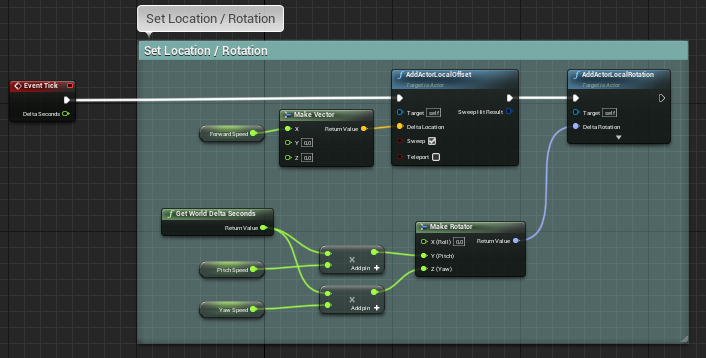 Set Location / Rotation
Set Location / Rotation
Event Tick
Delta Seconds
AddActorLocalOffset
Target is Actor
Target self
Sweep Hit Result
Delta Location
Sweep
Teleport
AddActorLocalRotation
Target is Actor
Target self
Delta Rotation
Make Vector
X
Return Value
Y 0.0
Z 0.0
Forward Speed
Get World Delta Seconds
Return Value
Pitch Speed
Yaw Speed
×
Add pin +
×
Add pin +
Make Rotator
X (Roll) 0.0
Return Value
Y (Pitch)
Z (Yaw)